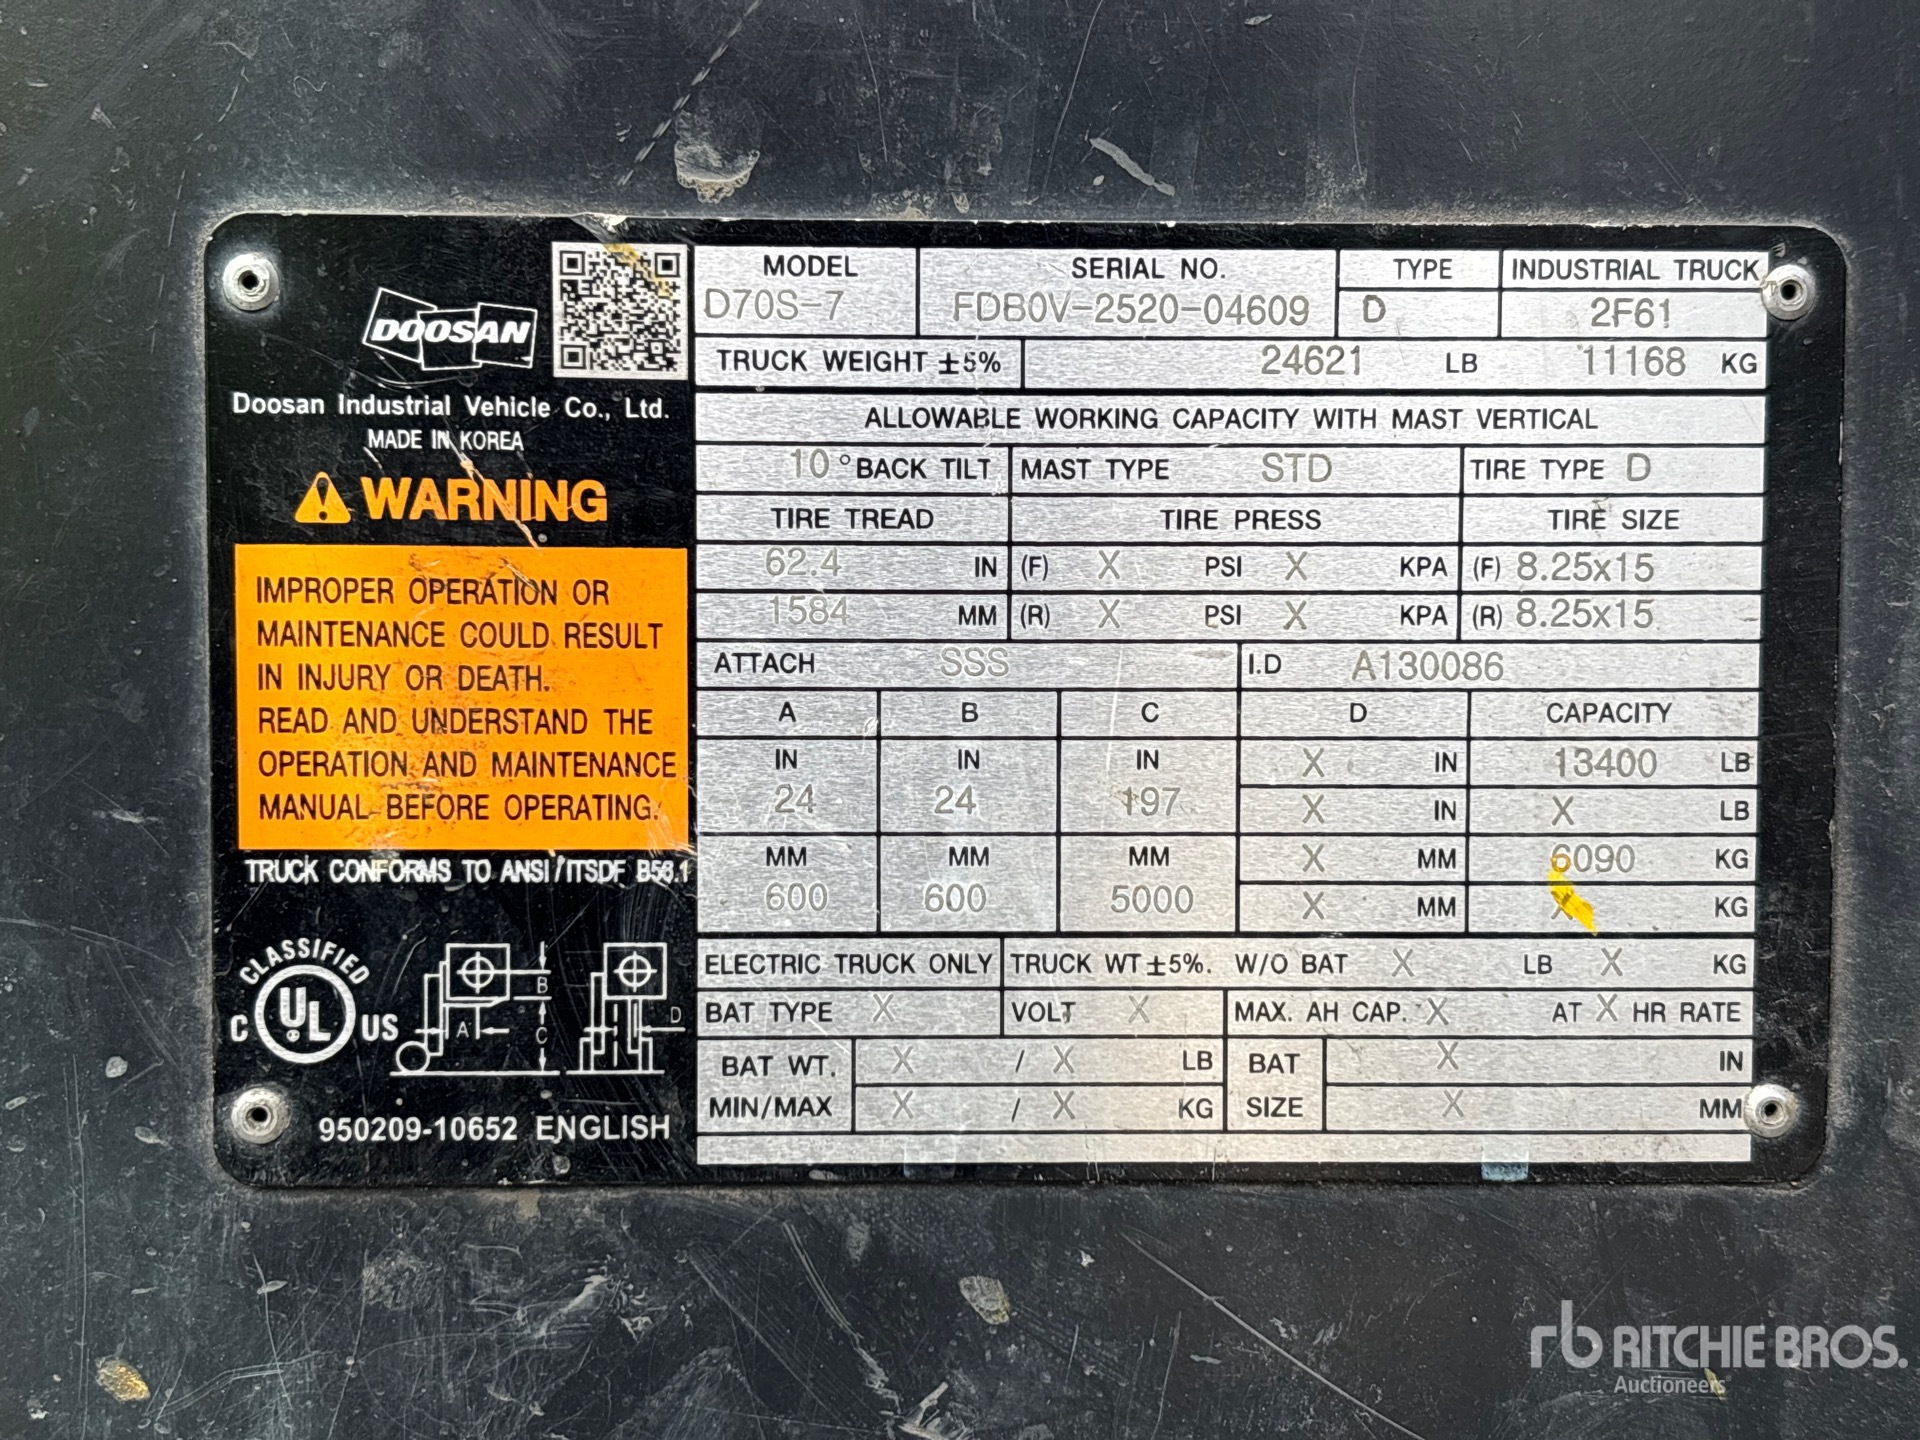 DOOSAN
Doosan Industrial Vehicle Co., Ltd.
MADE IN KOREA
WARNING
IMPROPER OPERATION OR
MAINTENANCE COULD RESULT
IN INJURY OR DEATH.
READ AND UNDERSTAND THE
OPERATION AND MAINTENANCE
MANUAL BEFORE OPERATING.
TRUCK CONFORMS TO ANSI/ITSDF B56.1
CLASSIFIED
C UL US
A B C D
950209-10652 ENGLISH
MODEL SERIAL NO. TYPE INDUSTRIAL TRUCK
D70S-7 FDB0V-2520-04609 D 2F61
TRUCK WEIGHT ±5% 24621 LB 11168 KG
ALLOWABLE WORKING CAPACITY WITH MAST VERTICAL
10 ° BACK TILT MAST TYPE STD TIRE TYPE D
TIRE TREAD TIRE PRESS TIRE SIZE
62.4 IN (F) X PSI X KPA (F) 8.25x15
1584 MM (R) X PSI X KPA (R) 8.25x15
ATTACH SSS I.D A130086
A B C D CAPACITY
IN IN IN X IN 13400 LB
24 24 197 X IN X LB
MM MM MM X MM 6090 KG
600 600 5000 X MM X KG
ELECTRIC TRUCK ONLY TRUCK WT ±5%. W/O BAT X LB X KG
BAT TYPE X VOLT X MAX. AH CAP. X AT X HR RATE
BAT WT. X / X LB BAT X IN
MIN/MAX X / X KG SIZE X MM
rb RITCHIE BROS.
Auctioneers